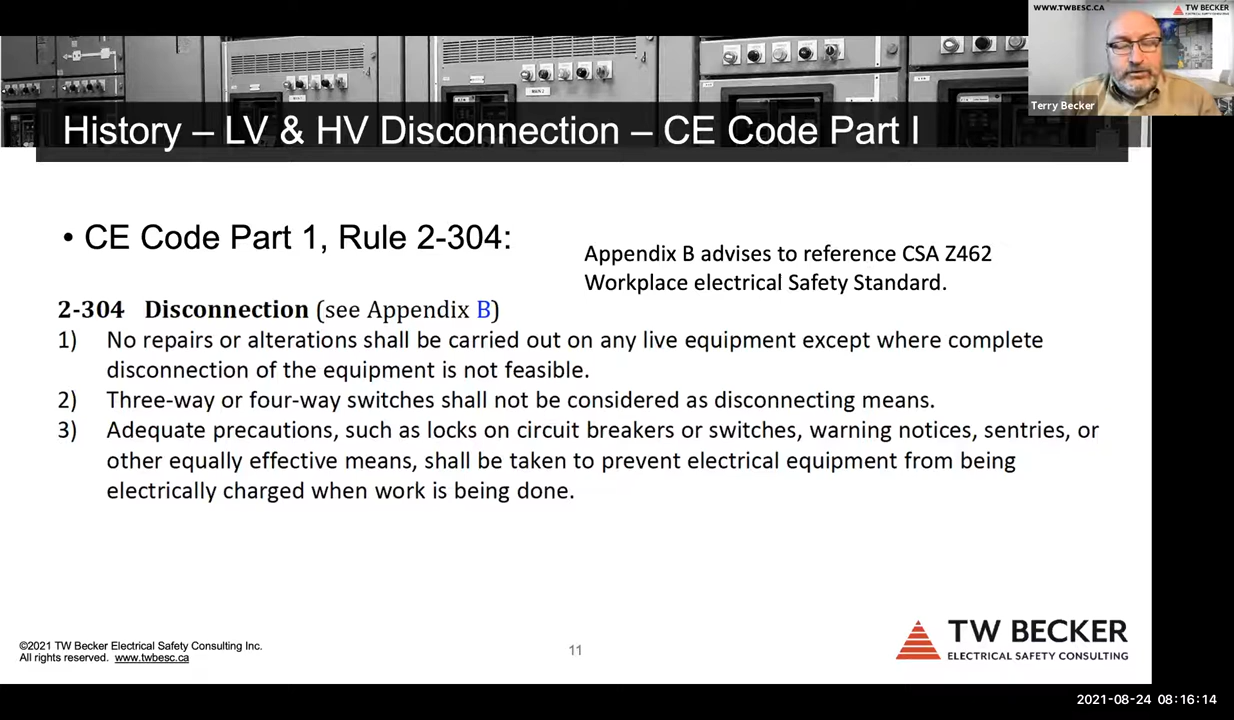 WWW.TWBESC.CA
TW BECKER
ELECTRICAL SAFETY CONSULTING
Terry Becker
History – LV & HV Disconnection – CE Code Part I
• CE Code Part 1, Rule 2-304:
Appendix B advises to reference CSA Z462
Workplace electrical Safety Standard.
2-304 Disconnection (see Appendix B)
1) No repairs or alterations shall be carried out on any live equipment except where complete
disconnection of the equipment is not feasible.
2) Three-way or four-way switches shall not be considered as disconnecting means.
3) Adequate precautions, such as locks on circuit breakers or switches, warning notices, sentries, or
other equally effective means, shall be taken to prevent electrical equipment from being
electrically charged when work is being done.
©2021 TW Becker Electrical Safety Consulting Inc.
All rights reserved. www.twbesc.ca
11
TW BECKER
ELECTRICAL SAFETY CONSULTING
2021-08-24 08:16:14